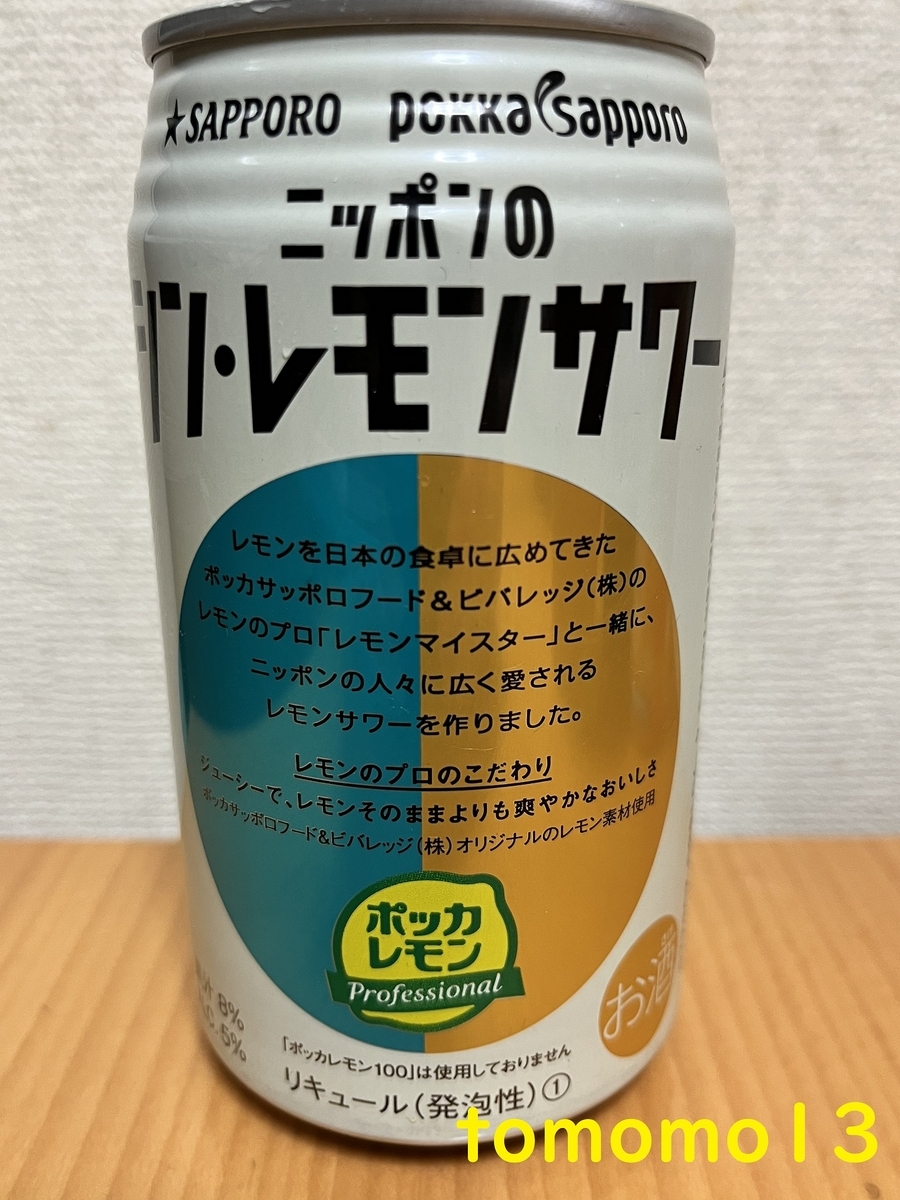 ★SAPPORO pokka sapporo
ニッポンの
ン・レモンサワー
レモンを日本の食卓に広めてきた
ポッカサッポロフード&ビバレッジ(株)の
レモンのプロ「レモンマイスター」と一緒に、
ニッポンの人々に広く愛される
レモンサワーを作りました。
レモンのプロのこだわり
ジューシーで、レモンそのままよりも爽やかなおいしさ
ポッカサッポロフード&ビバレッジ(株)オリジナルのレモン素材使用
ポッカ
レモン
Professional
お酒
8%
5%
「ポッカレモン100」は使用しておりません
リキュール(発泡性)①
tomomo13